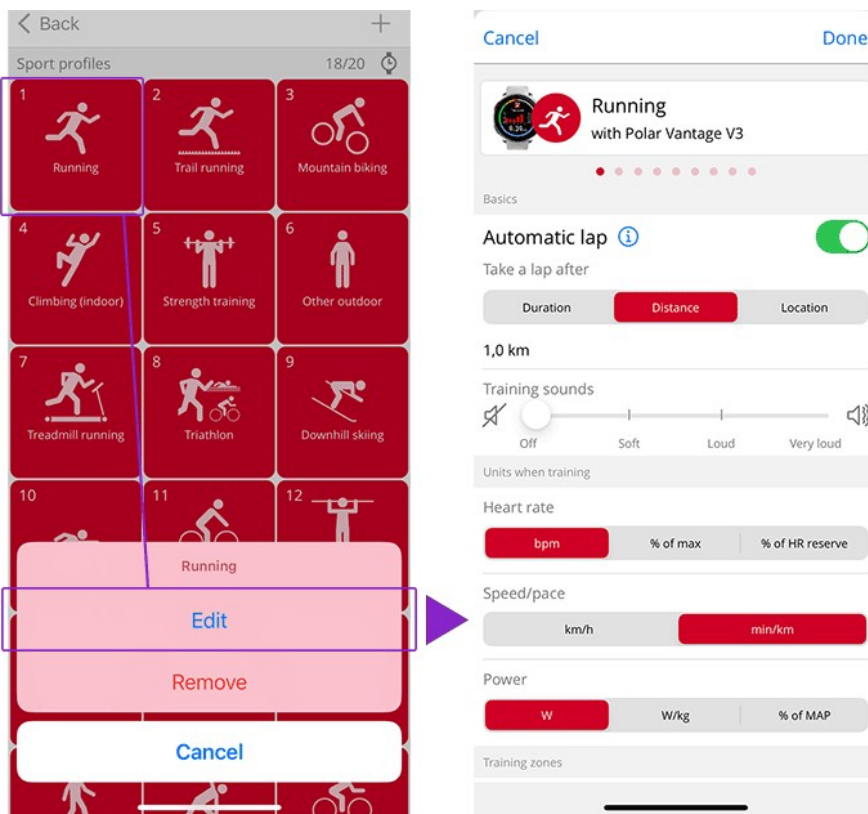 Back
Sport profiles 18/20
1
Running
2
Trail running
3
Mountain biking
4
Climbing (indoor)
5
Strength training
6
Other outdoor
7
Treadmill running
8
Triathlon
9
Downhill skiing
10
11
12
Running
Edit
Remove
Cancel
Cancel Done
Running
with Polar Vantage V3
Basics
Automatic lap
Take a lap after
Duration Distance Location
1,0 km
Training sounds
Off Soft Loud Very loud
Units when training
Heart rate
bpm % of max % of HR reserve
Speed/pace
km/h min/km
Power
W W/kg % of MAP
Training zones